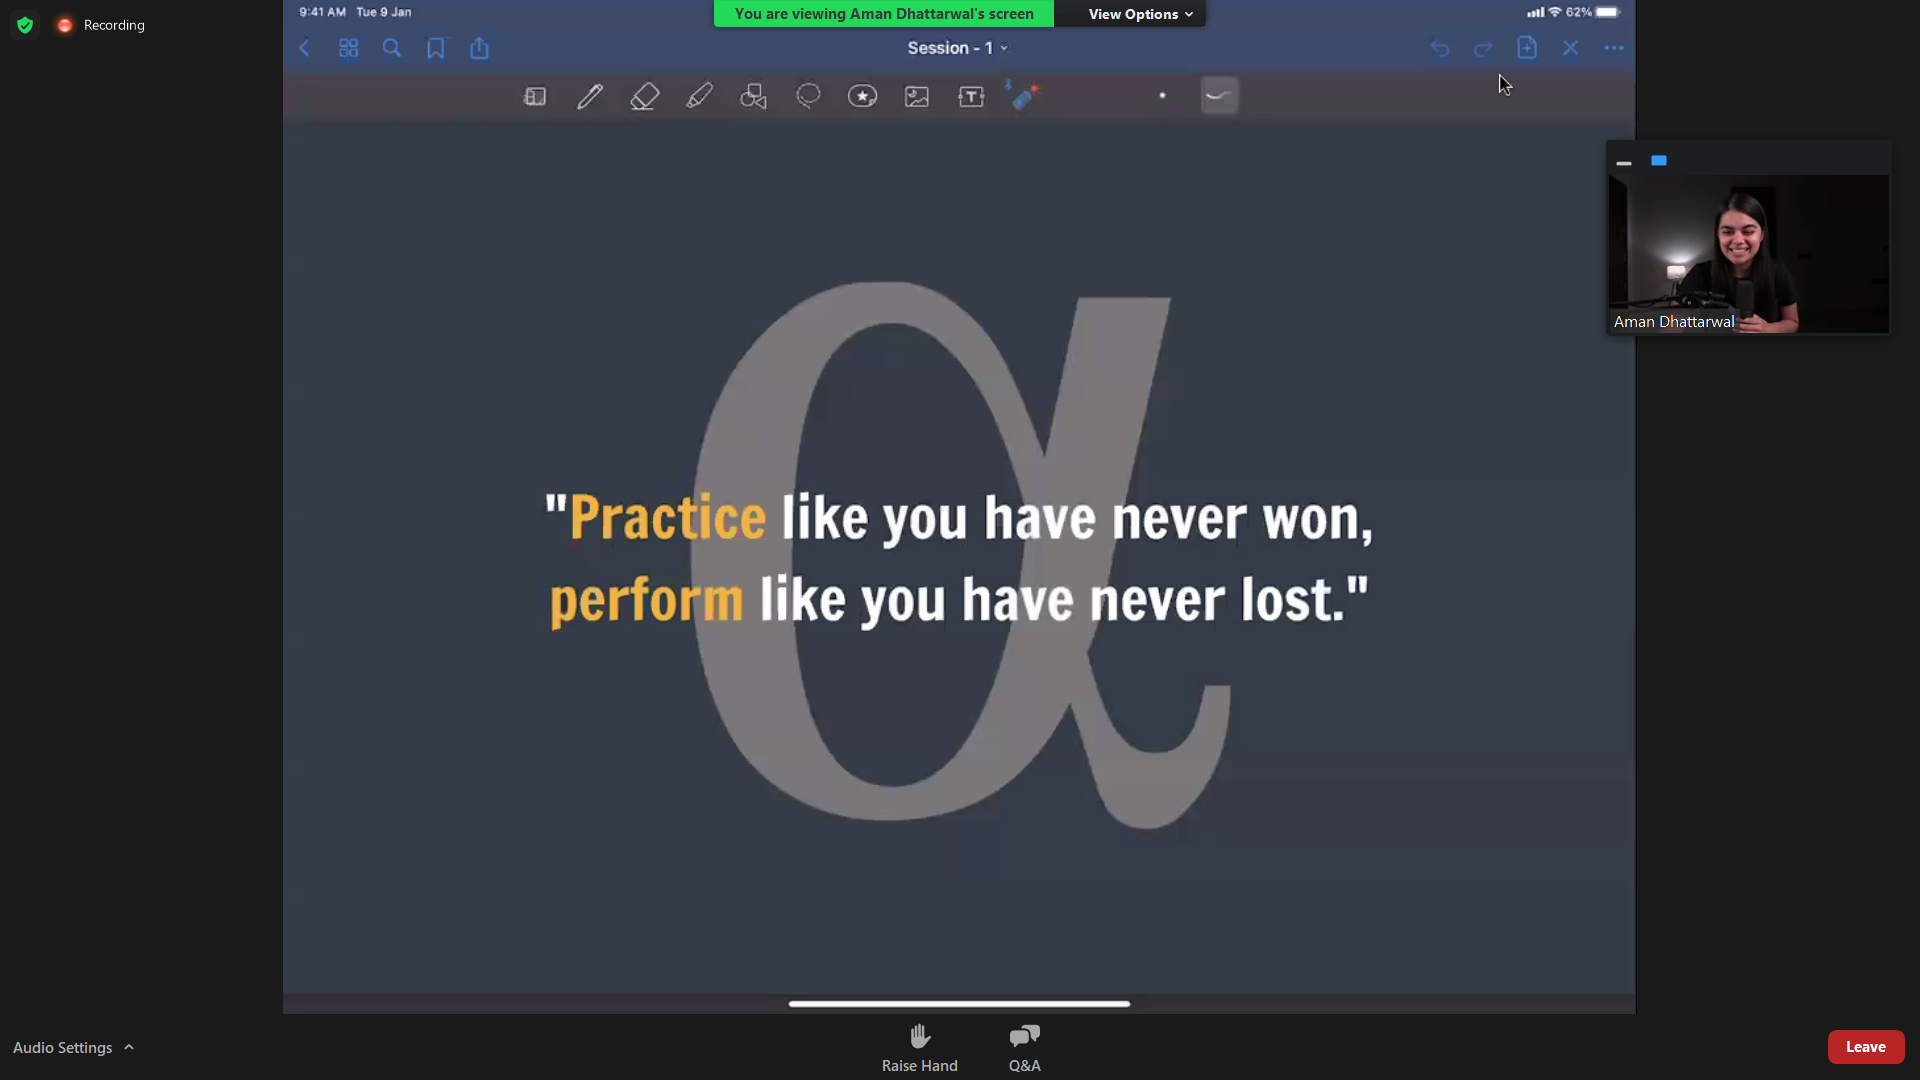 Recording
9:41 AM Tue 9 Jan
You are viewing Aman Dhattarwal's screen
View Options
62%
Session - 1
T
α
"Practice like you have never won,
perform like you have never lost."
Aman Dhattarwal
Audio Settings
Raise Hand
Q&A
Leave